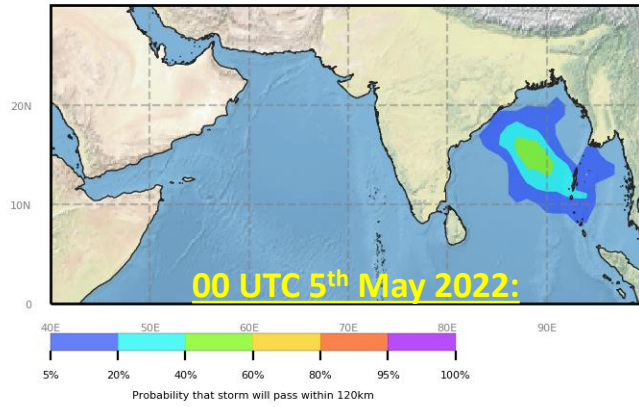 20N
10N
0
00 UTC 5th May 2022:
40E 50E 60E 70E 80E 90E
5% 20% 40% 60% 80% 95% 100%
Probability that storm will pass within 120km